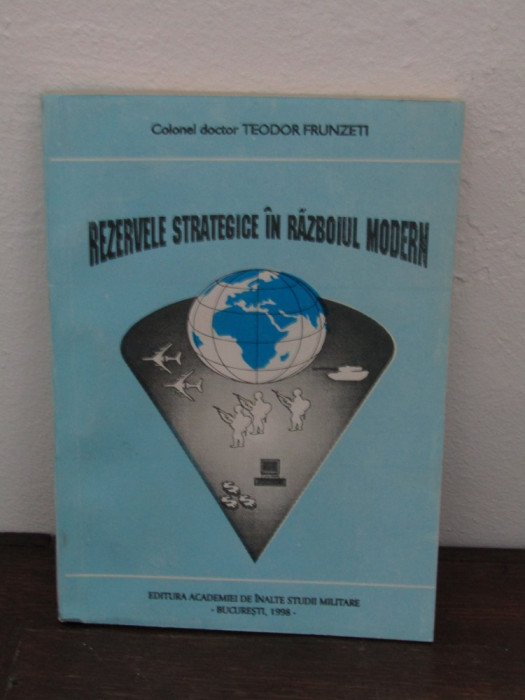 Colonel doctor TEODOR FRUNZETI
REZERVELE STRATEGICE ÎN RĂZBOIUL MODERN
EDITURA ACADEMIEI DE ÎNALTE STUDII MILITARE
- BUCUREŞTI, 1998 -